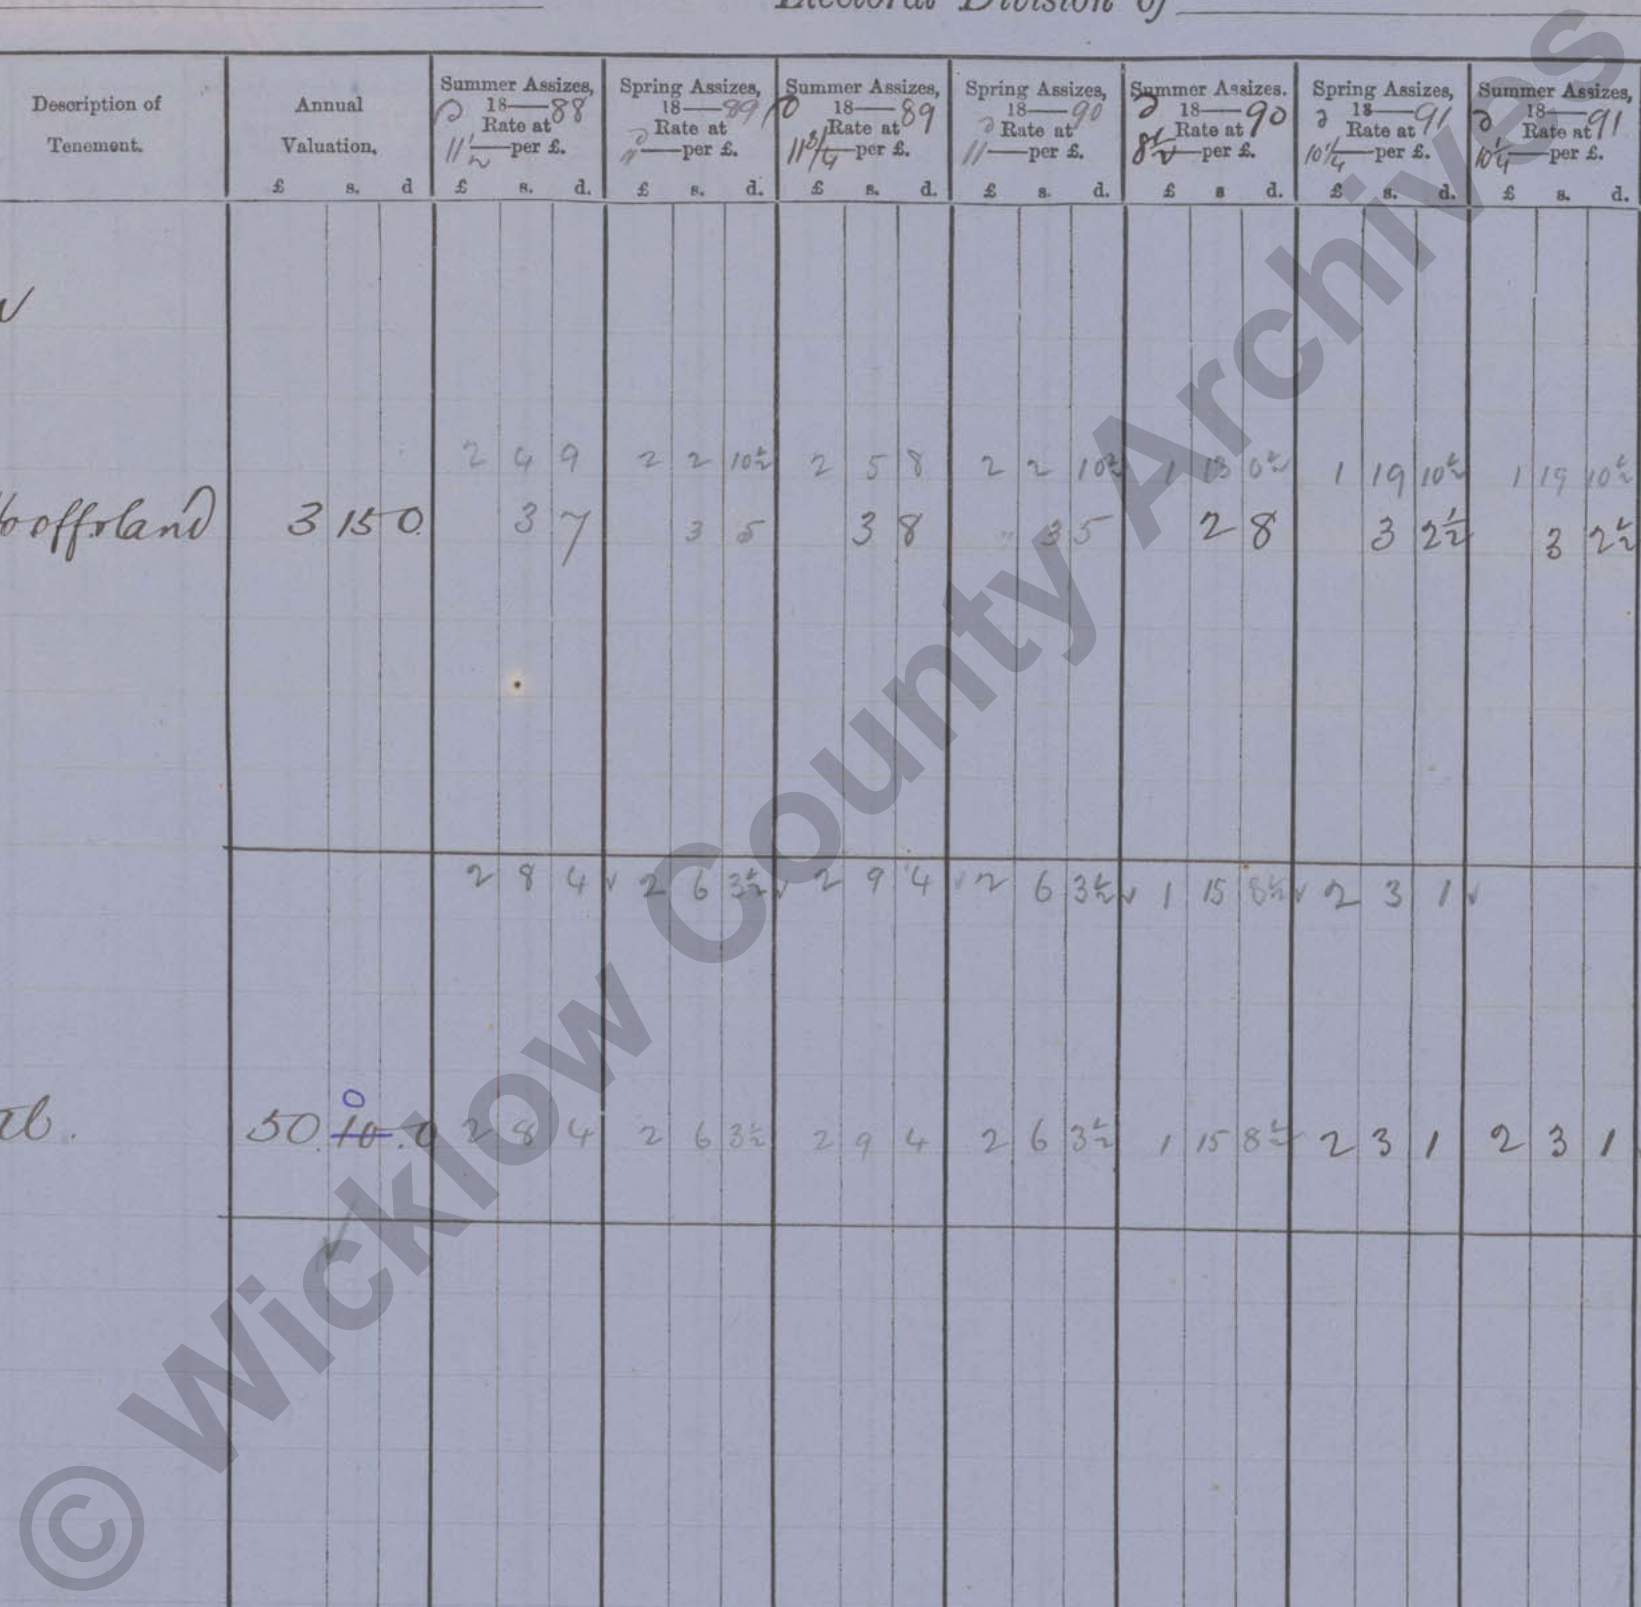 Electoral Division of
Description of Tenement. Annual Valuation. Summer Assizes, 18—88 Rate at 11½ d per £. Spring Assizes, 18—89 Rate at 11 d per £. Summer Assizes, 18—89 Rate at 11¾ d per £. Spring Assizes, 18—90 Rate at 11 d per £. Summer Assizes. 18—90 Rate at 8½ d per £. Spring Assizes, 18—91 Rate at 10¼ d per £. Summer Assizes, 18—91 Rate at 10¼ d per £.
£ s. d £ s. d. £ s. d. £ s. d. £ s. d. £ s d. £ s. d. £ s. d.
2 4 9 2 2 10½ 2 5 8 2 2 10½ 1 13 0½ 1 19 10½ 1 19 10½
offsland 3 15 0 3 7 3 5 3 8 " 3 5 2 8 3 2½ 3 2½
2 8 4 2 6 3½ 2 9 4 2 6 3½ 1 15 8½ 2 3 1
0
50. 10. 0 2 8 4 2 6 3½ 2 9 4 2 6 3½ 1 15 8½ 2 3 1 2 3 1
© Wicklow County Archives